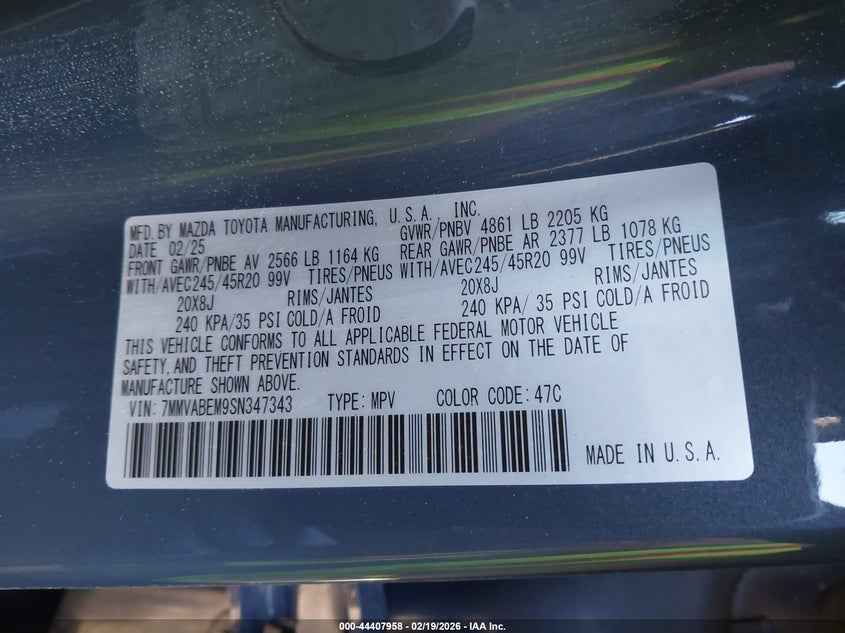 MFD. BY MAZDA TOYOTA MANUFACTURING, U.S.A. INC.
DATE 02/25 GVWR/PNBV 4861 LB 2205 KG
FRONT GAWR/PNBE AV 2566 LB 1164 KG REAR GAWR/PNBE AR 2377 LB 1078 KG
WITH/AVEC245/45R20 99V TIRES/PNEUS WITH/AVEC245/45R20 99V TIRES/PNEUS
20X8J RIMS/JANTES 20X8J RIMS/JANTES
240 KPA/35 PSI COLD/A FROID 240 KPA/ 35 PSI COLD/A FROID
THIS VEHICLE CONFORMS TO ALL APPLICABLE FEDERAL MOTOR VEHICLE
SAFETY, AND THEFT PREVENTION STANDARDS IN EFFECT ON THE DATE OF
MANUFACTURE SHOWN ABOVE.
VIN: 7MMVABEM9SN347343 TYPE: MPV COLOR CODE: 47C
MADE IN U.S.A.
000-44407958 - 02/19/2026 - IAA Inc.